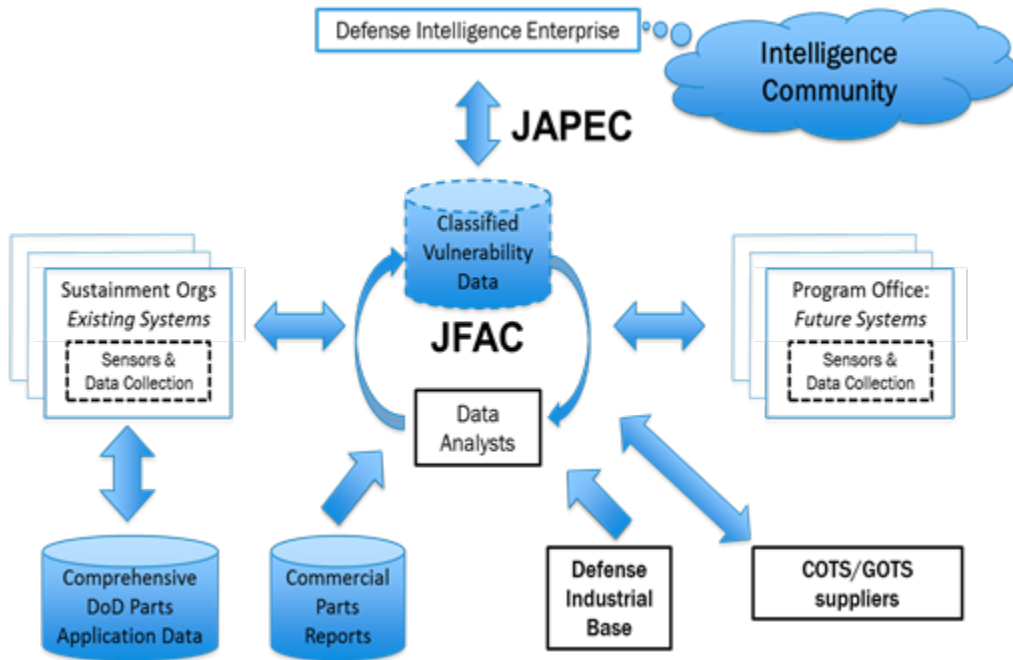 Defense Intelligence Enterprise
Intelligence
Community
JAPEC
Classified
Vulnerability
Data
Sustainment Orgs
Existing Systems
Sensors &
Data Collection
JFAC
Program Office:
Future Systems
Sensors &
Data Collection
Data
Analysts
Comprehensive
DoD Parts
Application Data
Commercial
Parts
Reports
Defense
Industrial
Base
COTS/GOTS
suppliers